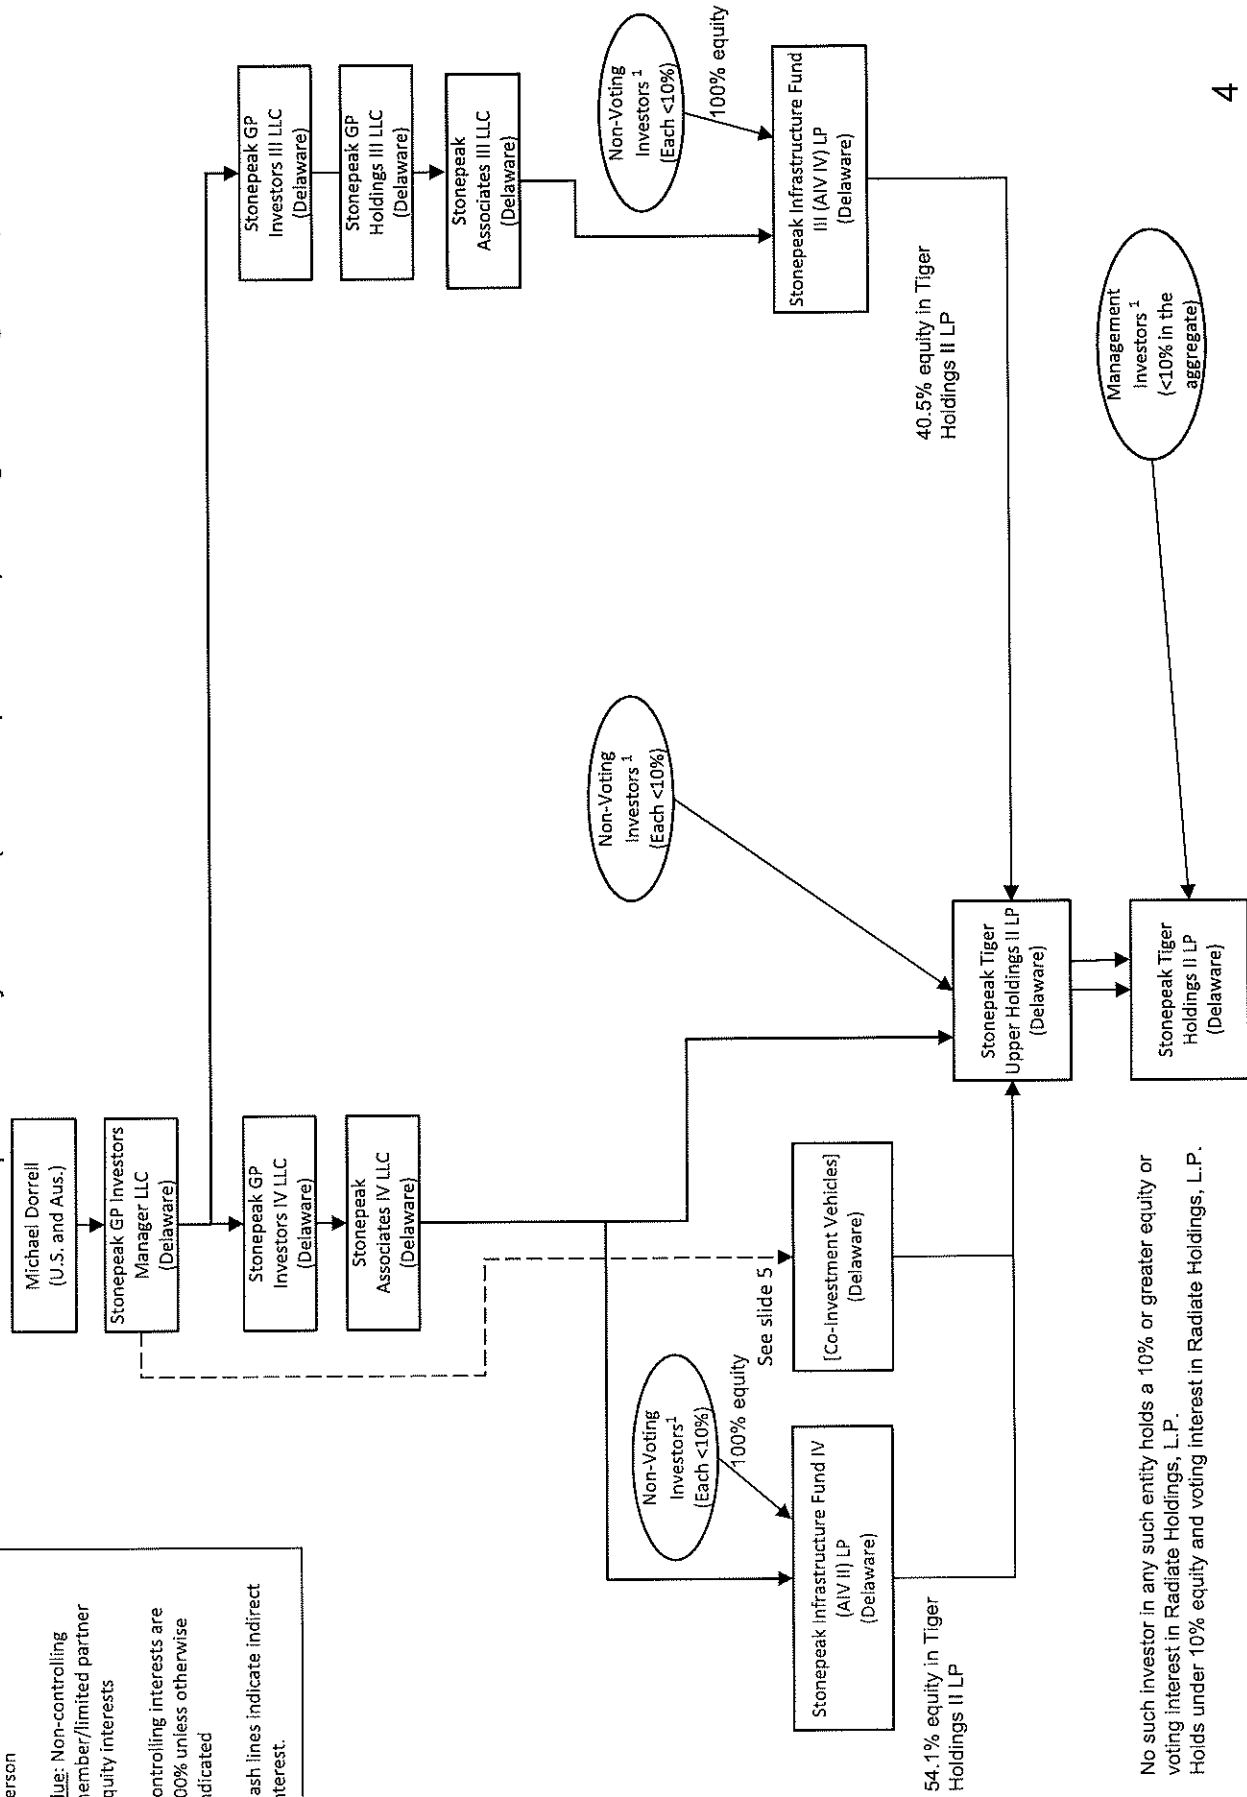 erson
lue: Non-controlling
ember/limited partner
quity interests
ontrolling interests are
00% unless otherwise
ndicated
ash lines indicate indirect
nterest.
Michael Dorrell
(U.S. and Aus.)
Stonepeak GP Investors
Manager LLC
(Delaware)
Stonepeak GP
Investors IV LLC
(Delaware)
Stonepeak
Associates IV LLC
(Delaware)
Stonepeak GP
Investors III LLC
(Delaware)
Stonepeak GP
Holdings III LLC
(Delaware)
Stonepeak
Associates III LLC
(Delaware)
Non-Voting
Investors 1
(Each <10%)
100% equity
Stonepeak Infrastructure Fund
III (AIV IV) LP
(Delaware)
40.5% equity in Tiger
Holdings II LP
Non-Voting
Investors 1
(Each <10%)
Non-Voting
Investors1
(Each <10%)
100% equity
See slide 5
Stonepeak Infrastructure Fund IV
(AIV II) LP
(Delaware)
[Co-Investment Vehicles]
(Delaware)
54.1% equity in Tiger
Holdings II LP
Stonepeak Tiger
Upper Holdings II LP
(Delaware)
Management
Investors 1
(<10% in the
aggregate)
Stonepeak Tiger
Holdings II LP
(Delaware)
No such investor in any such entity holds a 10% or greater equity or
voting interest in Radiate Holdings, L.P.
Holds under 10% equity and voting interest in Radiate Holdings, L.P.
4